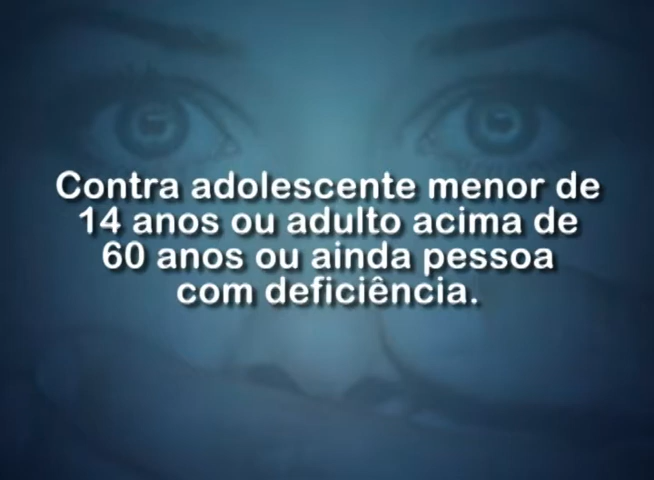 Contra adolescente menor de
14 anos ou adulto acima de
60 anos ou ainda pessoa
com deficiência.